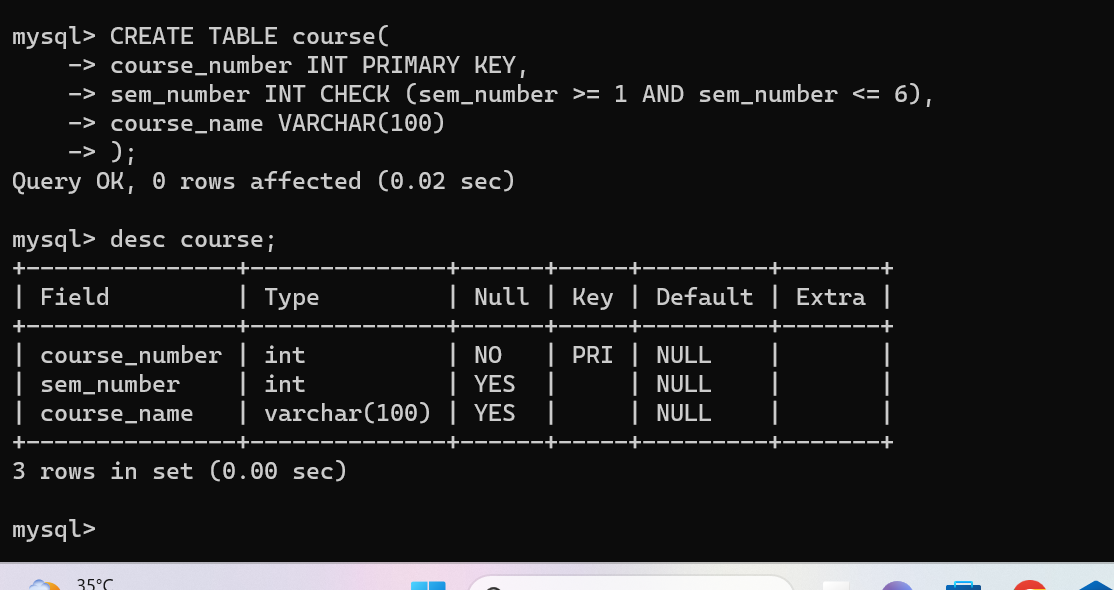 mysql> CREATE TABLE course(
    -> course_number INT PRIMARY KEY,
    -> sem_number INT CHECK (sem_number >= 1 AND sem_number <= 6),
    -> course_name VARCHAR(100)
    -> );
Query OK, 0 rows affected (0.02 sec)

mysql> desc course;
+---------------+--------------+------+-----+---------+-------+
| Field         | Type         | Null | Key | Default | Extra |
+---------------+--------------+------+-----+---------+-------+
| course_number | int          | NO   | PRI | NULL    |       |
| sem_number    | int          | YES  |     | NULL    |       |
| course_name   | varchar(100) | YES  |     | NULL    |       |
+---------------+--------------+------+-----+---------+-------+
3 rows in set (0.00 sec)

mysql>
35°C